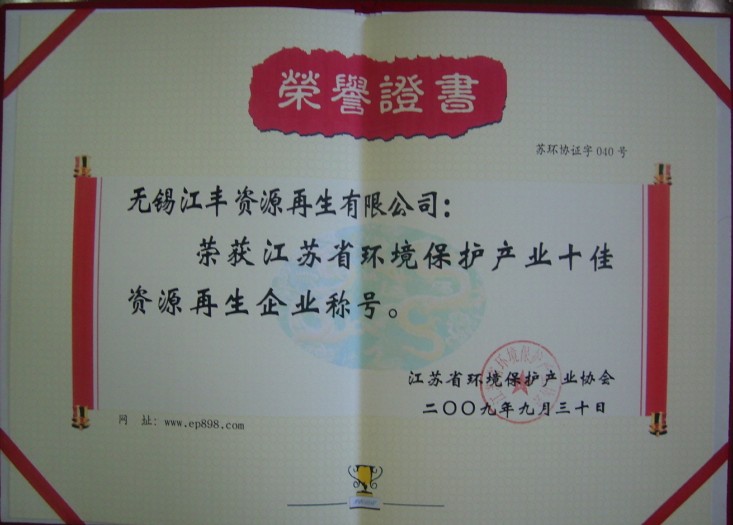 榮譽證書
苏环协证字 040 号
无锡江丰资源再生有限公司：
荣获江苏省环境保护产业十佳
资源再生企业称号。
江苏省环境保护产业协会
二〇〇九年九月三十日
网 址：www.ep898.com